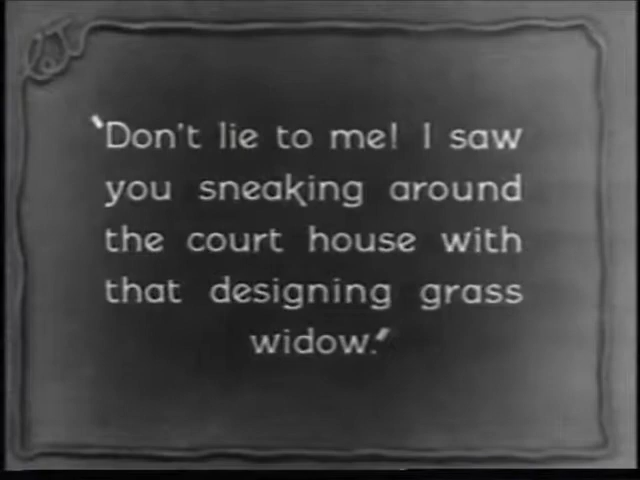 "Don't lie to me! I saw
you sneaking around
the court house with
that designing grass
widow."